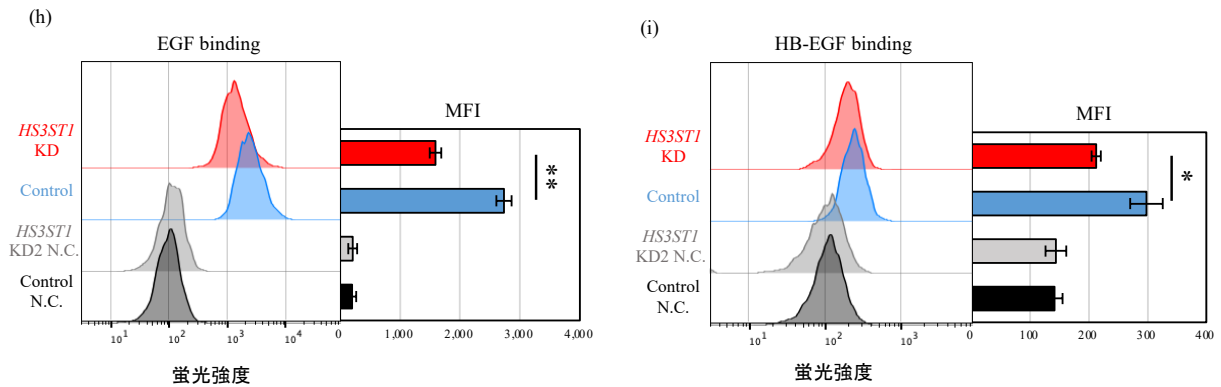 (h)
EGF binding
MFI
HS3ST1
KD
Control
HS3ST1
KD2 N.C.
Control
N.C.
**
10¹ 10² 10³ 10⁴
0 1,000 2,000 3,000 4,000
蛍光強度
(i)
HB-EGF binding
MFI
HS3ST1
KD
Control
HS3ST1
KD2 N.C.
Control
N.C.
*
10¹ 10² 10³
0 100 200 300 400
蛍光強度